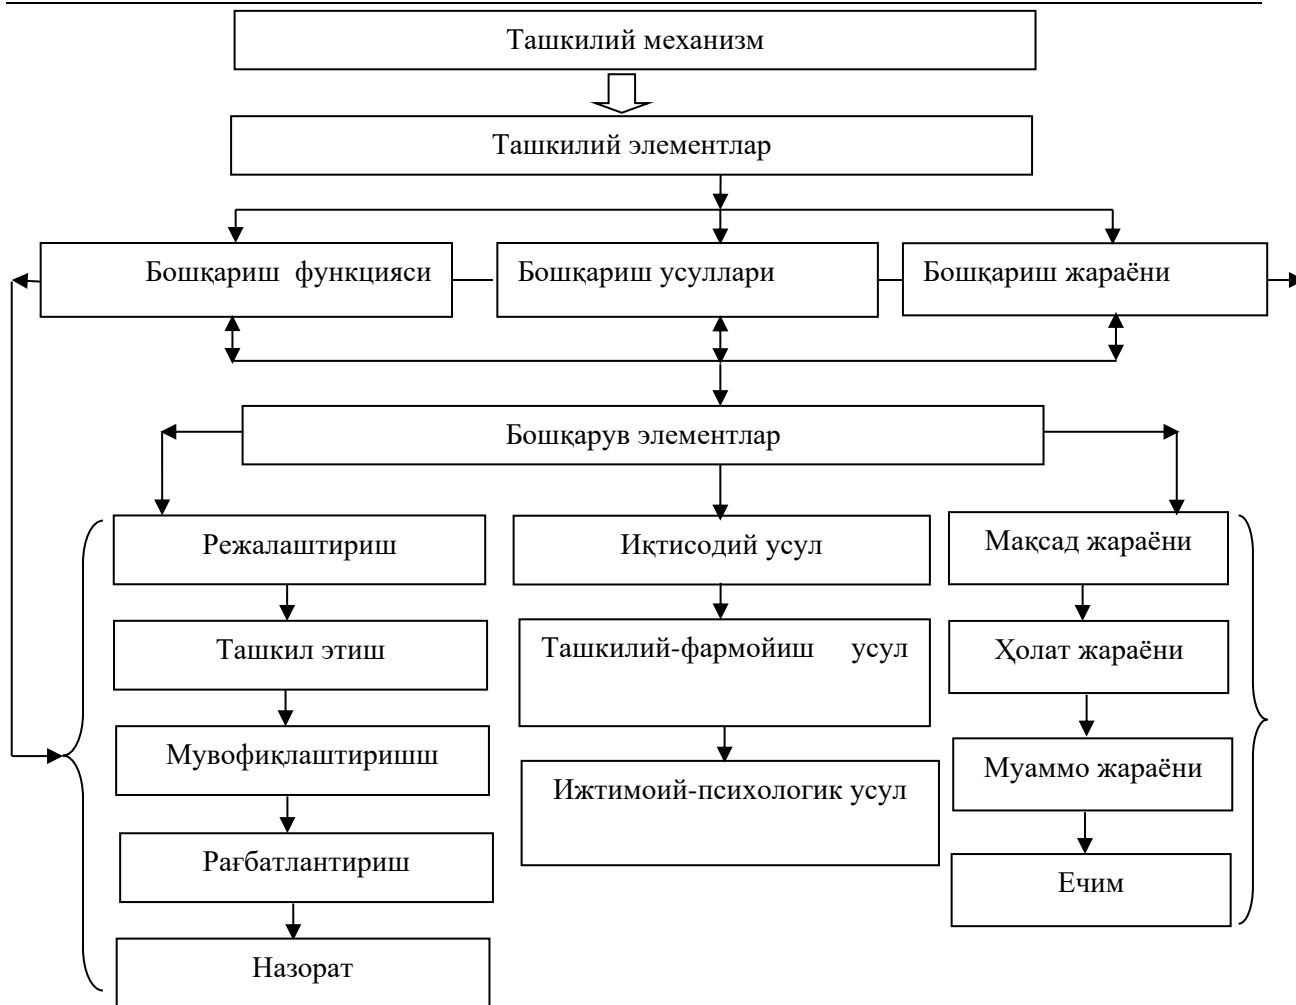 Ташкилий механизм
Ташкилий элементлар
Бошқариш функцияси
Бошқариш усуллари
Бошқариш жараёни
Бошқарув элементлар
Режалаштириш
Иқтисодий усул
Мақсад жараёни
Ташкил этиш
Ташкилий-фармойиш усул
Ҳолат жараёни
Мувофиқлаштиришш
Ижтимоий-психологик усул
Муаммо жараёни
Рағбатлантириш
Ечим
Назорат